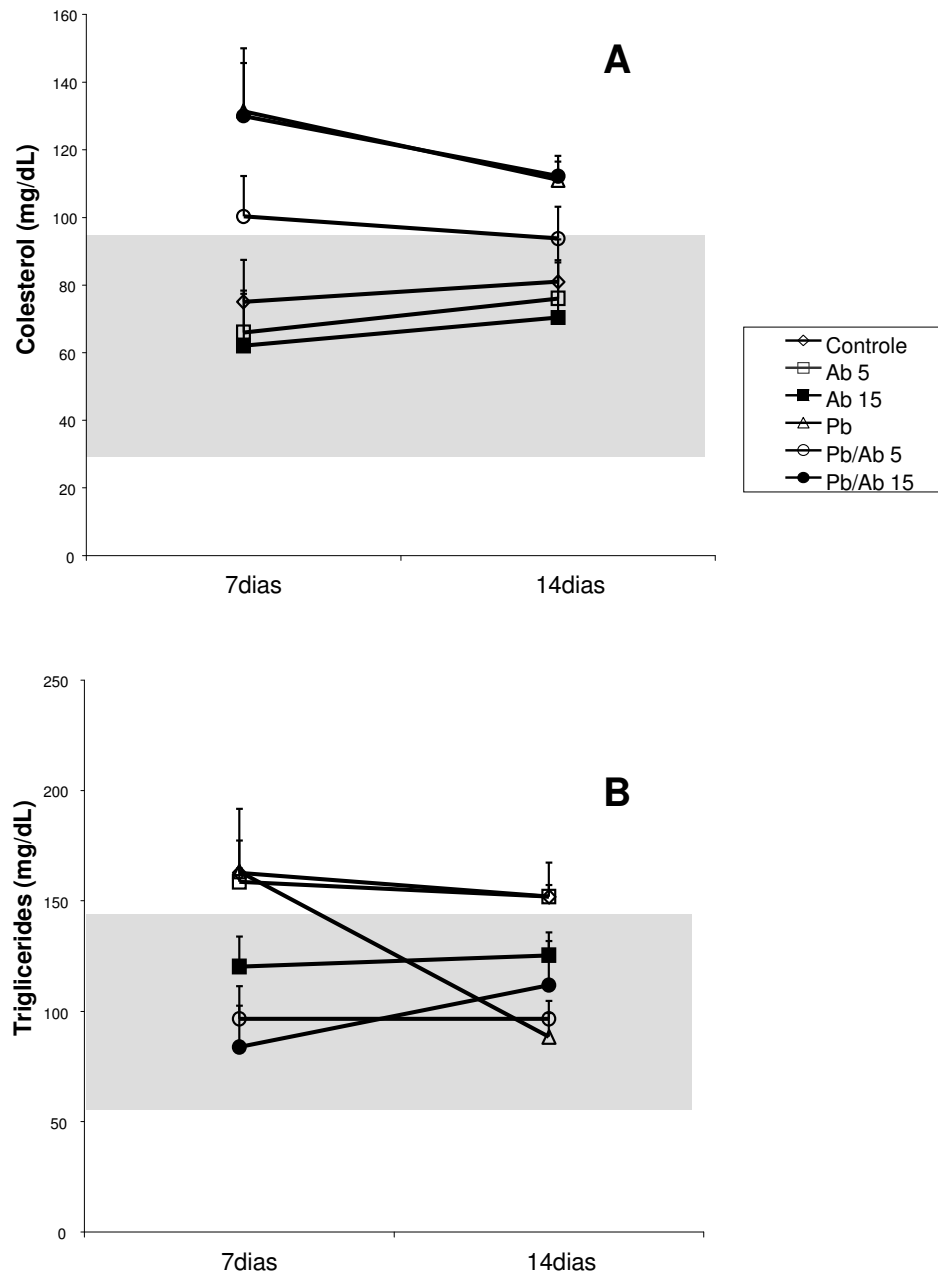 A
Colesterol (mg/dL)
160
140
120
100
80
60
40
20
0
7dias 14dias
Controle
Ab 5
Ab 15
Pb
Pb/Ab 5
Pb/Ab 15
B
Triglicerides (mg/dL)
250
200
150
100
50
0
7dias 14dias